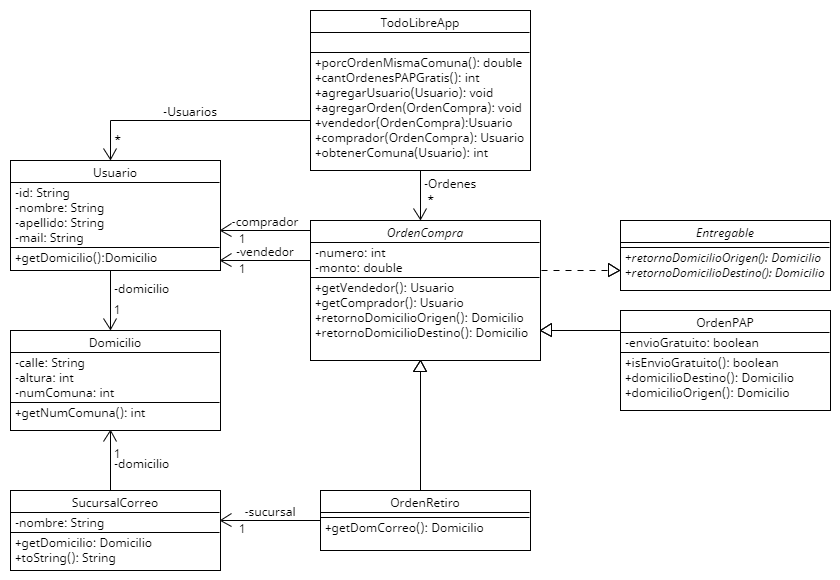 TodoLibreApp
+porcOrdenMismaComuna(): double
+cantOrdenesPAPGratis(): int
+agregarUsuario(Usuario): void
+agregarOrden(OrdenCompra): void
+vendedor(OrdenCompra):Usuario
+comprador(OrdenCompra): Usuario
+obtenerComuna(Usuario): int
-Usuarios
*
-Ordenes
*
Usuario
-id: String
-nombre: String
-apellido: String
-mail: String
+getDomicilio():Domicilio
-comprador
1
-vendedor
1
OrdenCompra
-numero: int
-monto: double
+getVendedor(): Usuario
+getComprador(): Usuario
+retornoDomicilioOrigen(): Domicilio
+retornoDomicilioDestino(): Domicilio
Entregable
+retornoDomicilioOrigen(): Domicilio
+retornoDomicilioDestino(): Domicilio
OrdenPAP
-envioGratuito: boolean
+isEnvioGratuito(): boolean
+domicilioDestino(): Domicilio
+domicilioOrigen(): Domicilio
-domicilio
1
Domicilio
-calle: String
-altura: int
-numComuna: int
+getNumComuna(): int
1
-domicilio
SucursalCorreo
-nombre: String
+getDomicilio: Domicilio
+toString(): String
-sucursal
1
OrdenRetiro
+getDomCorreo(): Domicilio